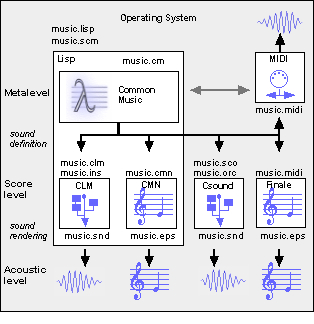 Operating System
music.lisp
music.scm
Lisp
music.cm
MIDI
Metalevel
Common
Music
music.midi
sound
definition
music.clm
music.ins
music.cmn
music.sco
music.orc
music.midi
Score
level
CLM
CMN
Csound
Finale
sound
rendering
music.snd
music.eps
music.snd
music.eps
Acoustic
level